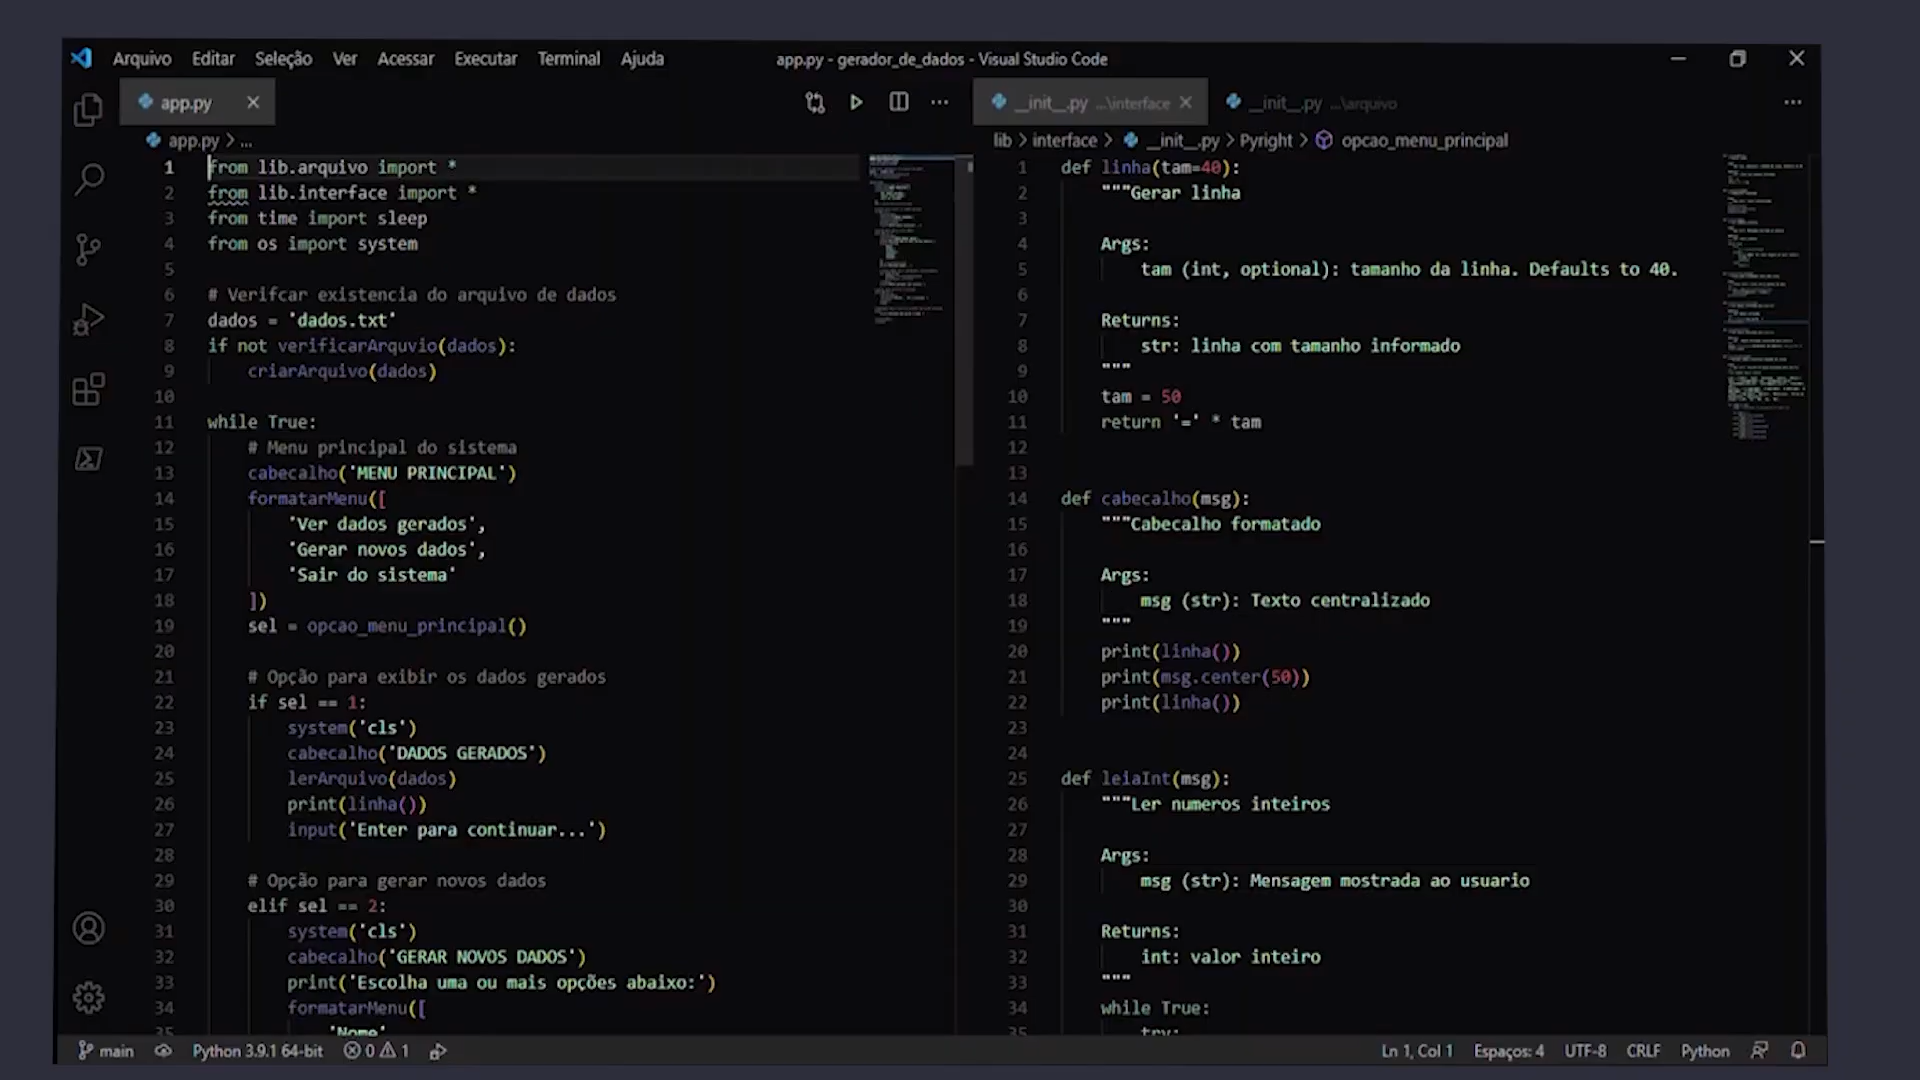 Arquivo Editar Seleção Ver Acessar Executar Terminal Ajuda
app.py - gerador_de_dados - Visual Studio Code
app.py
app.py > ...
1 from lib.arquivo import *
2 from lib.interface import *
3 from time import sleep
4 from os import system
5
6 # Verifcar existencia do arquivo de dados
7 dados = 'dados.txt'
8 if not verificarArquvio(dados):
9 criarArquivo(dados)
10
11 while True:
12 # Menu principal do sistema
13 cabecalho('MENU PRINCIPAL')
14 formatarMenu([
15 'Ver dados gerados',
16 'Gerar novos dados',
17 'Sair do sistema'
18 ])
19 sel = opcao_menu_principal()
20
21 # Opção para exibir os dados gerados
22 if sel == 1:
23 system('cls')
24 cabecalho('DADOS GERADOS')
25 lerArquivo(dados)
26 print(linha())
27 input('Enter para continuar...')
28
29 # Opção para gerar novos dados
30 elif sel == 2:
31 system('cls')
32 cabecalho('GERAR NOVOS DADOS')
33 print('Escolha uma ou mais opções abaixo:')
34 formatarMenu([
35 'Nome'
__init__.py ...\interface
__init__.py ...\arquivo
lib > interface > __init__.py > Pyright > opcao_menu_principal
1 def linha(tam=40):
2 """Gerar linha
3
4 Args:
5 tam (int, optional): tamanho da linha. Defaults to 40.
6
7 Returns:
8 str: linha com tamanho informado
9 """
10 tam = 50
11 return '=' * tam
12
13
14 def cabecalho(msg):
15 """Cabecalho formatado
16
17 Args:
18 msg (str): Texto centralizado
19 """
20 print(linha())
21 print(msg.center(50))
22 print(linha())
23
24
25 def leiaInt(msg):
26 """Ler numeros inteiros
27
28 Args:
29 msg (str): Mensagem mostrada ao usuario
30
31 Returns:
32 int: valor inteiro
33 """
34 while True:
35 try:
main Python 3.9.1 64-bit 0 1
Ln 1, Col 1 Espaços: 4 UTF-8 CRLF Python